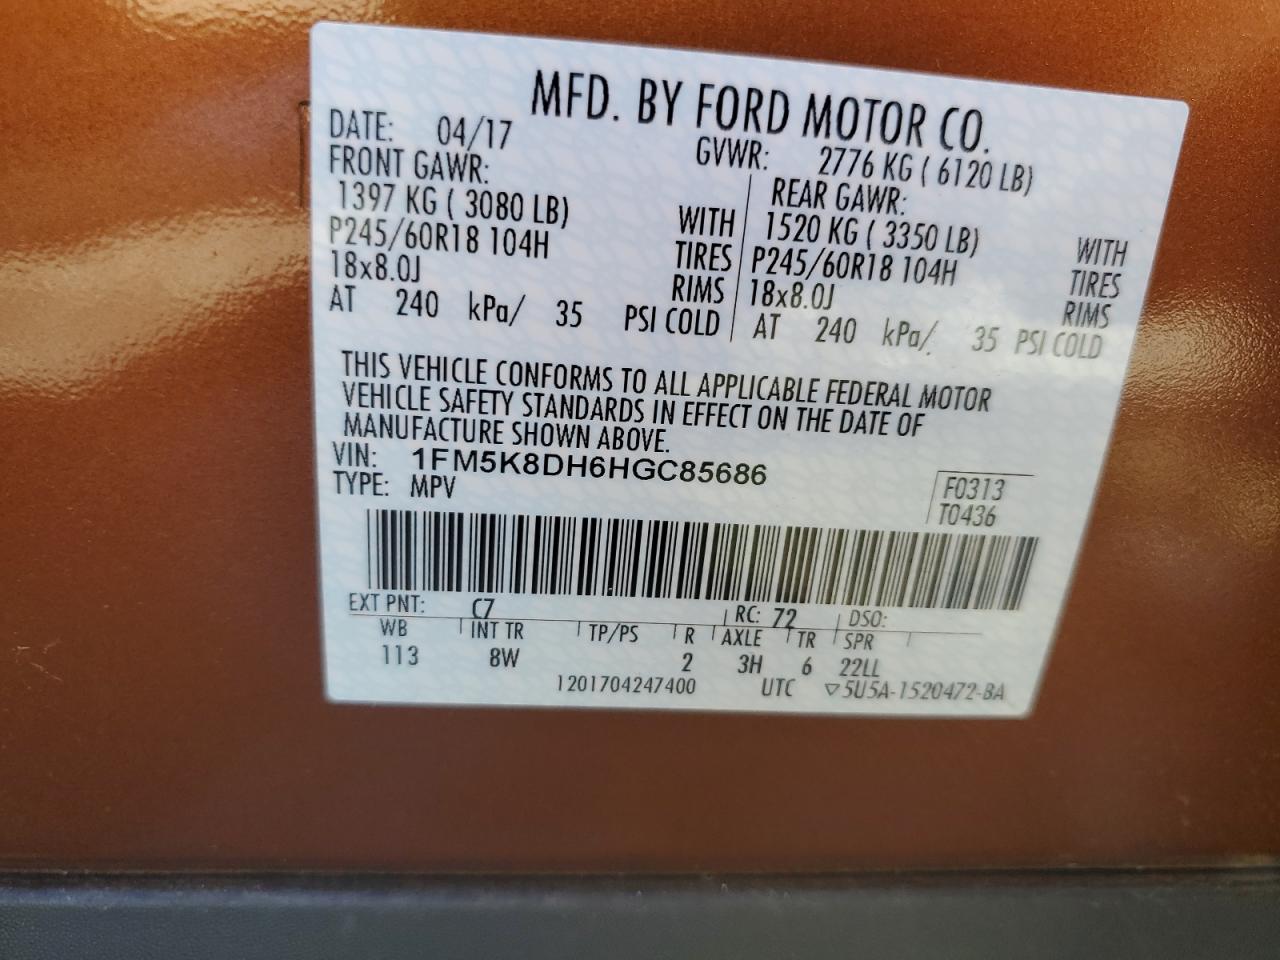 MFD. BY FORD MOTOR CO.
DATE: 04/17 GVWR: 2776 KG ( 6120 LB)
FRONT GAWR: REAR GAWR:
1397 KG ( 3080 LB) WITH 1520 KG ( 3350 LB) WITH
P245/60R18 104H TIRES P245/60R18 104H TIRES
18x8.0J RIMS 18x8.0J RIMS
AT 240 kPa/ 35 PSI COLD AT 240 kPa/ 35 PSI COLD
THIS VEHICLE CONFORMS TO ALL APPLICABLE FEDERAL MOTOR
VEHICLE SAFETY STANDARDS IN EFFECT ON THE DATE OF
MANUFACTURE SHOWN ABOVE.
VIN: 1FM5K8DH6HGC85686
TYPE: MPV
F0313
T0436
EXT PNT: C7 RC: 72 DSO:
WB INT TR TP/PS R AXLE TR SPR
113 8W 2 3H 6 22LL
1201704247400 UTC ▽5U5A-1520472-BA